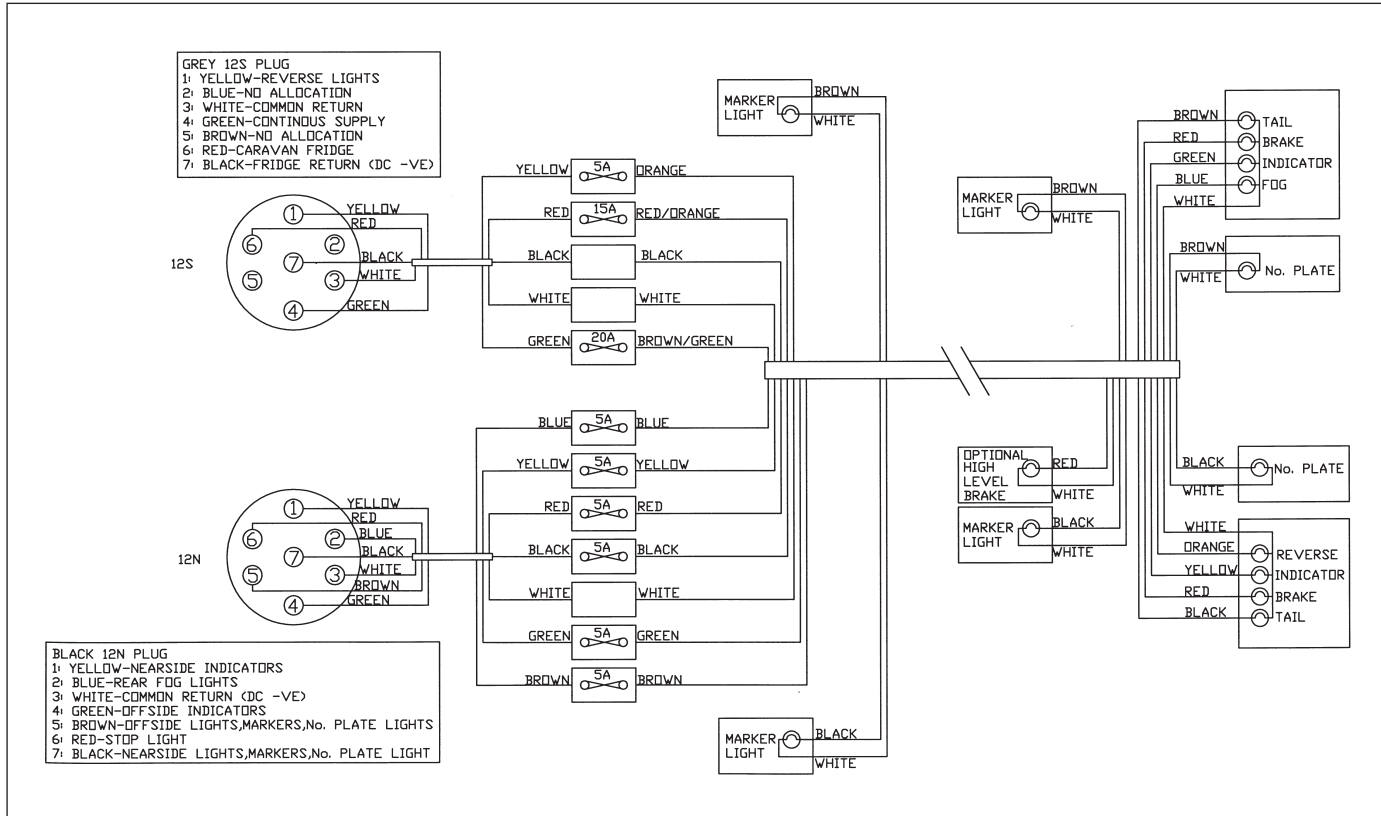 GREY 12S PLUG
1: YELLOW-REVERSE LIGHTS
2: BLUE-NO ALLOCATION
3: WHITE-COMMON RETURN
4: GREEN-CONTINOUS SUPPLY
5: BROWN-NO ALLOCATION
6: RED-CARAVAN FRIDGE
7: BLACK-FRIDGE RETURN (DC -VE)
12S
1
2
3
4
5
6
7
YELLOW
RED
BLACK
WHITE
GREEN
YELLOW 5A ORANGE
RED 15A RED/ORANGE
BLACK BLACK
WHITE WHITE
GREEN 20A BROWN/GREEN
12N
1
2
3
4
5
6
7
YELLOW
RED
BLUE
BLACK
WHITE
BROWN
GREEN
BLUE 5A BLUE
YELLOW 5A YELLOW
RED 5A RED
BLACK 5A BLACK
WHITE WHITE
GREEN 5A GREEN
BROWN 5A BROWN
BLACK 12N PLUG
1: YELLOW-NEARSIDE INDICATORS
2: BLUE-REAR FOG LIGHTS
3: WHITE-COMMON RETURN (DC -VE)
4: GREEN-OFFSIDE INDICATORS
5: BROWN-OFFSIDE LIGHTS,MARKERS,No. PLATE LIGHTS
6: RED-STOP LIGHT
7: BLACK-NEARSIDE LIGHTS,MARKERS,No. PLATE LIGHT
MARKER
LIGHT
BROWN
WHITE
MARKER
LIGHT
BLACK
WHITE
MARKER
LIGHT
BROWN
WHITE
OPTIONAL
HIGH
LEVEL
BRAKE
RED
WHITE
MARKER
LIGHT
BLACK
WHITE
BROWN TAIL
RED BRAKE
GREEN INDICATOR
BLUE FOG
WHITE
BROWN
WHITE
No. PLATE
BLACK
WHITE
No. PLATE
WHITE
ORANGE REVERSE
YELLOW INDICATOR
RED BRAKE
BLACK TAIL